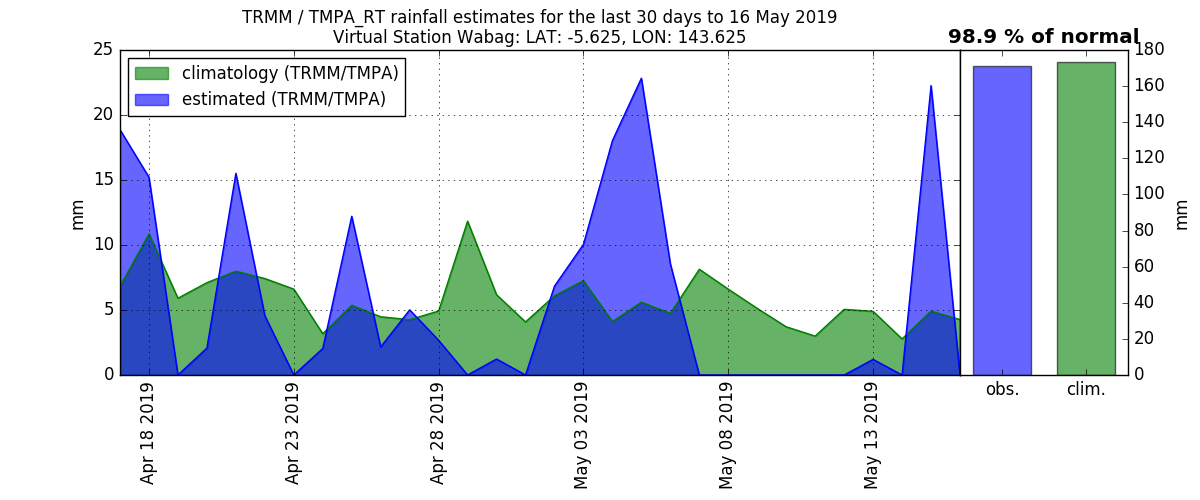 TRMM / TMPA_RT rainfall estimates for the last 30 days to 16 May 2019
Virtual Station Wabag: LAT: -5.625, LON: 143.625
98.9 % of normal
climatology (TRMM/TMPA)
estimated (TRMM/TMPA)
25
20
15
10
5
0
mm
Apr 18 2019
Apr 23 2019
Apr 28 2019
May 03 2019
May 08 2019
May 13 2019
180
160
140
120
100
80
60
40
20
0
mm
obs.
clim.